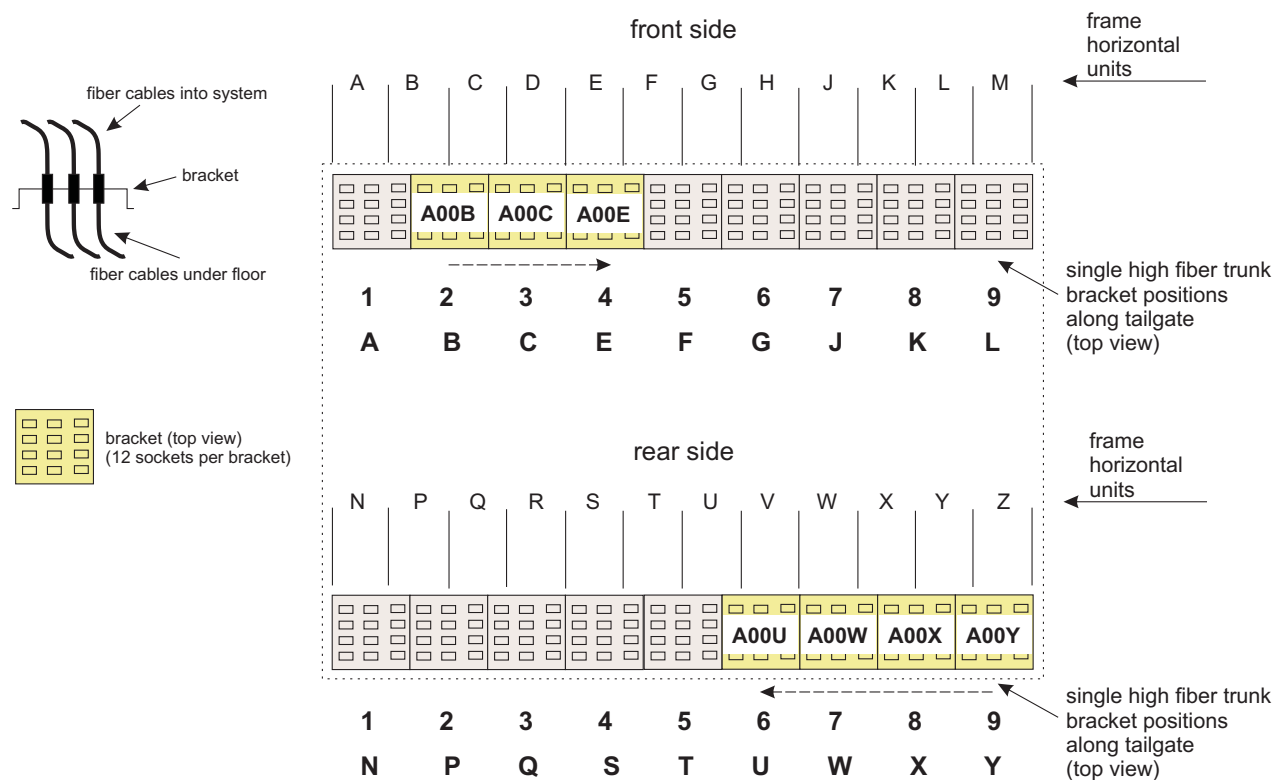 front side
frame
horizontal
units
A B C D E F G H J K L M
fiber cables into system
bracket
fiber cables under floor
A00B A00C A00E
1 2 3 4 5 6 7 8 9
A B C E F G J K L
single high fiber trunk
bracket positions
along tailgate
(top view)
bracket (top view)
(12 sockets per bracket)
rear side
frame
horizontal
units
N P Q R S T U V W X Y Z
A00U A00W A00X A00Y
1 2 3 4 5 6 7 8 9
N P Q S T U W X Y
single high fiber trunk
bracket positions
along tailgate
(top view)